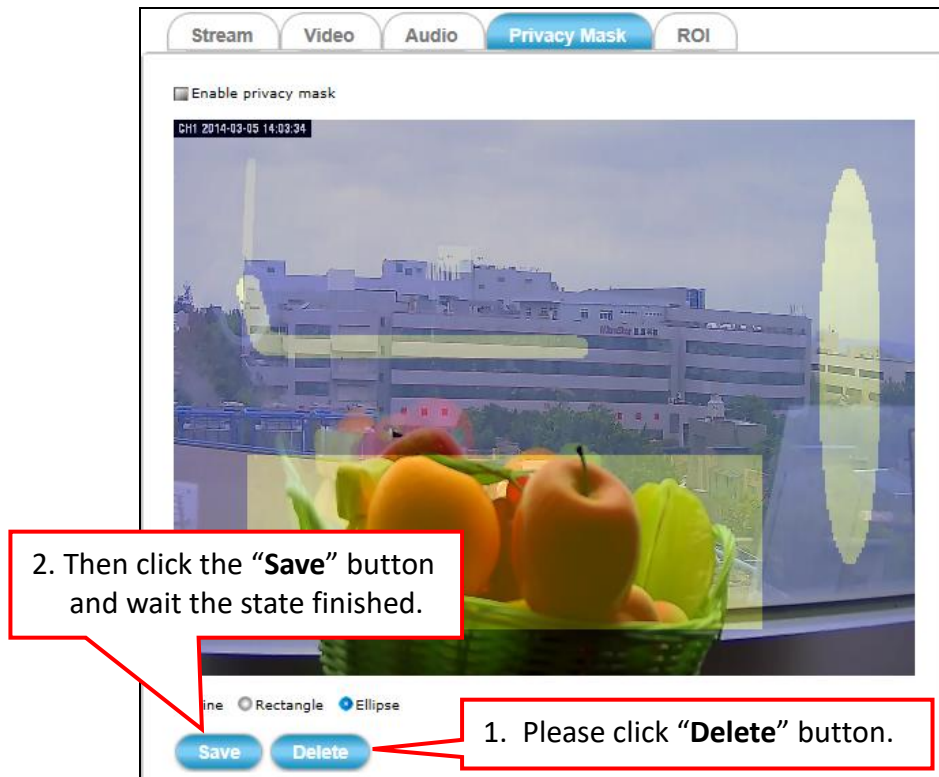 Stream Video Audio Privacy Mask ROI
Enable privacy mask
CH1 2014-03-05 14:03:34
2. Then click the “Save” button
and wait the state finished.
ine Rectangle Ellipse
1. Please click “Delete” button.
Save Delete